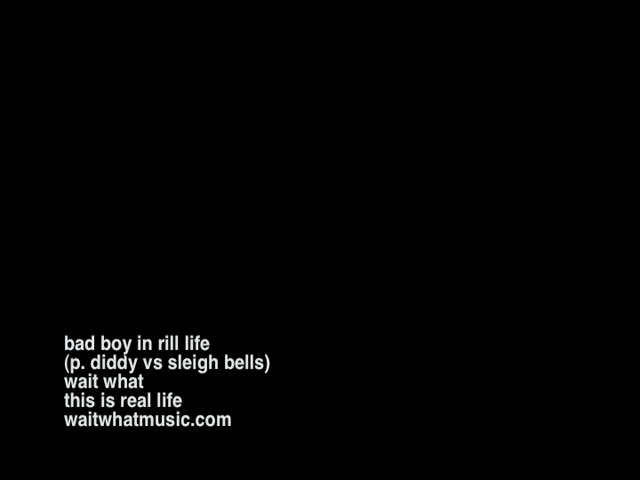 bad boy in rill life
(p. diddy vs sleigh bells)
wait what
this is real life
waitwhatmusic.com